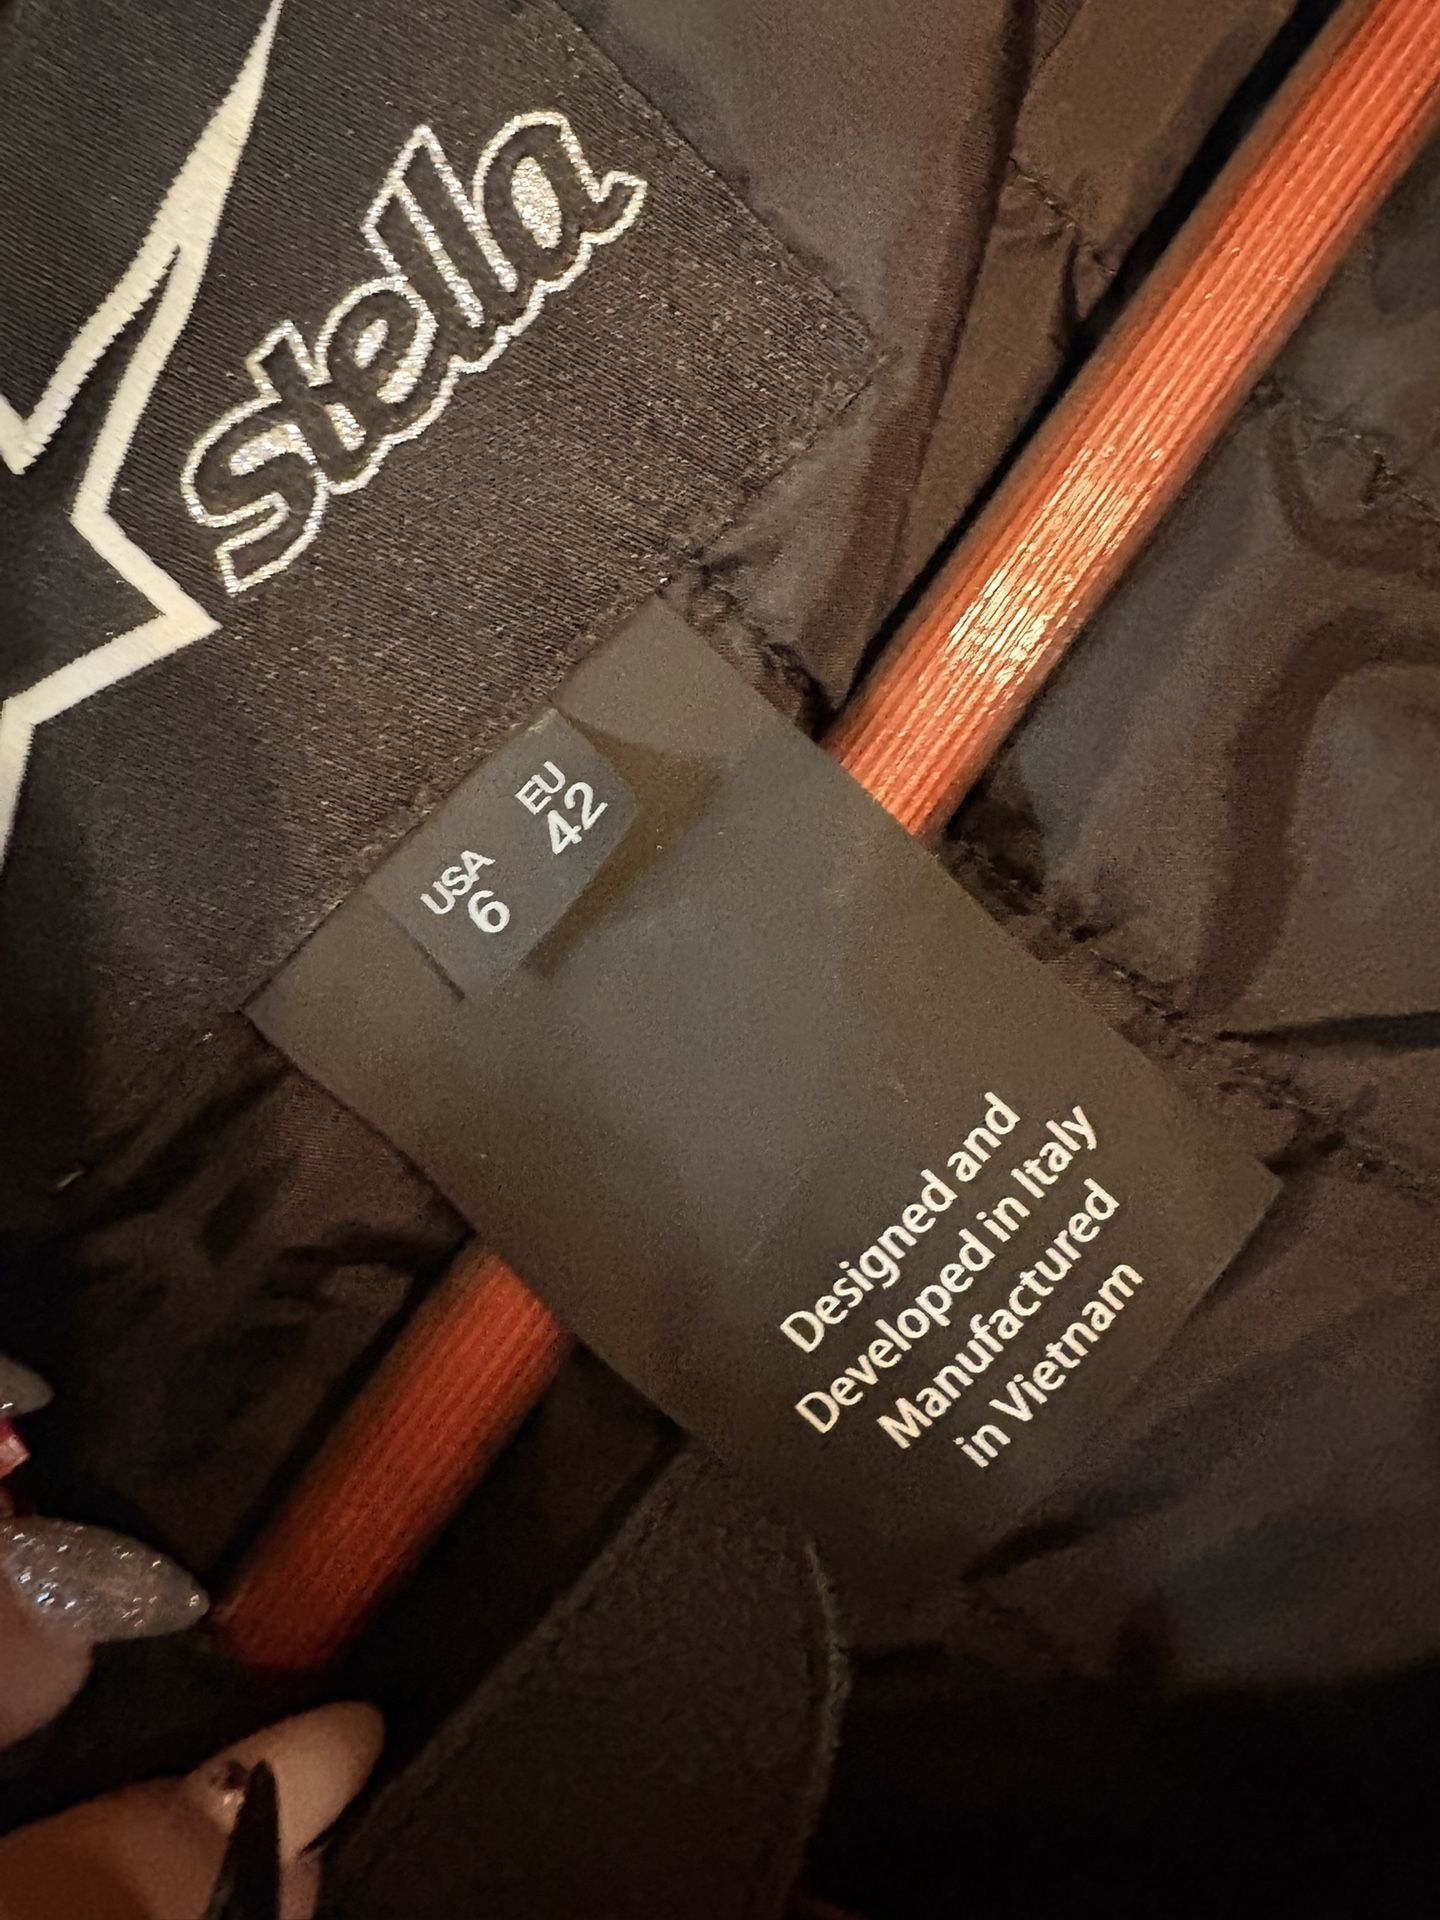 Stella
USA EU
6 42
Designed and
Developed in Italy
Manufactured
in Vietnam